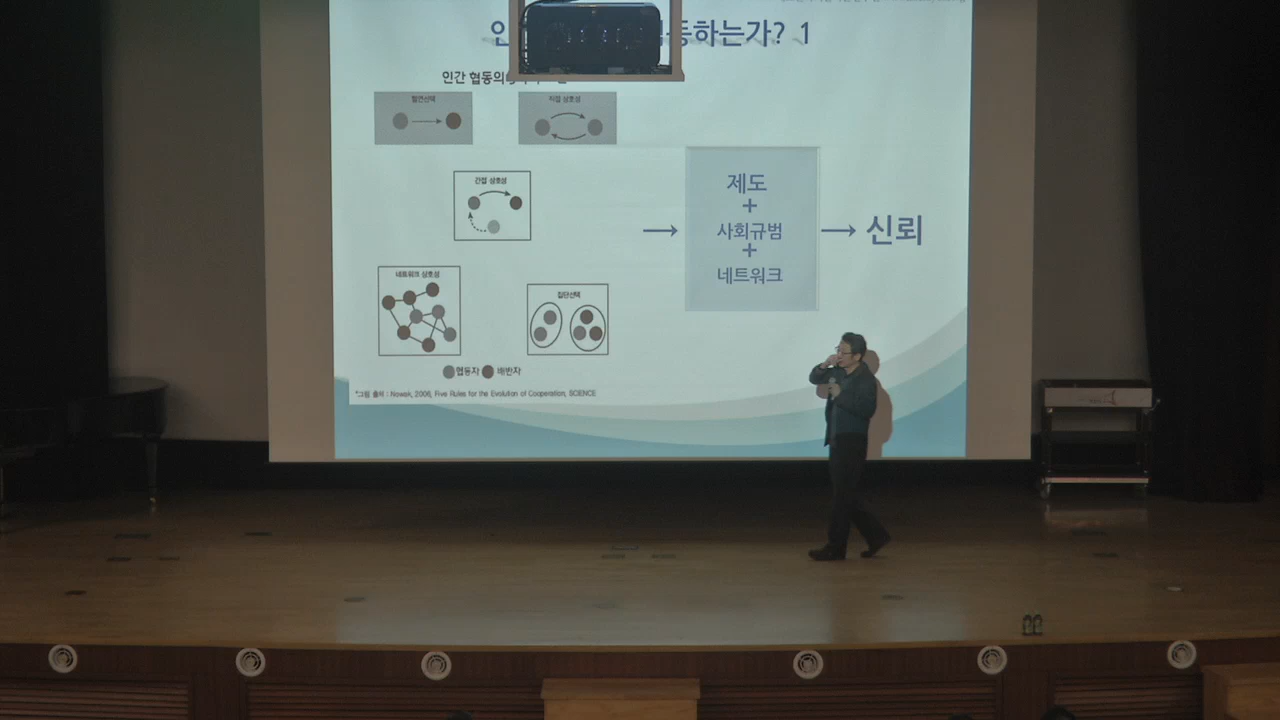 인 동하는가? 1
인간 협동의
혈연선택
직접 상호성
간접 상호성
네트워크 상호성
집단선택
협동자 배반자
*그림 출처 : Nowak, 2006, Five Rules for the Evolution of Cooperation, SCIENCE
제도
+
사회규범
+
네트워크
신뢰